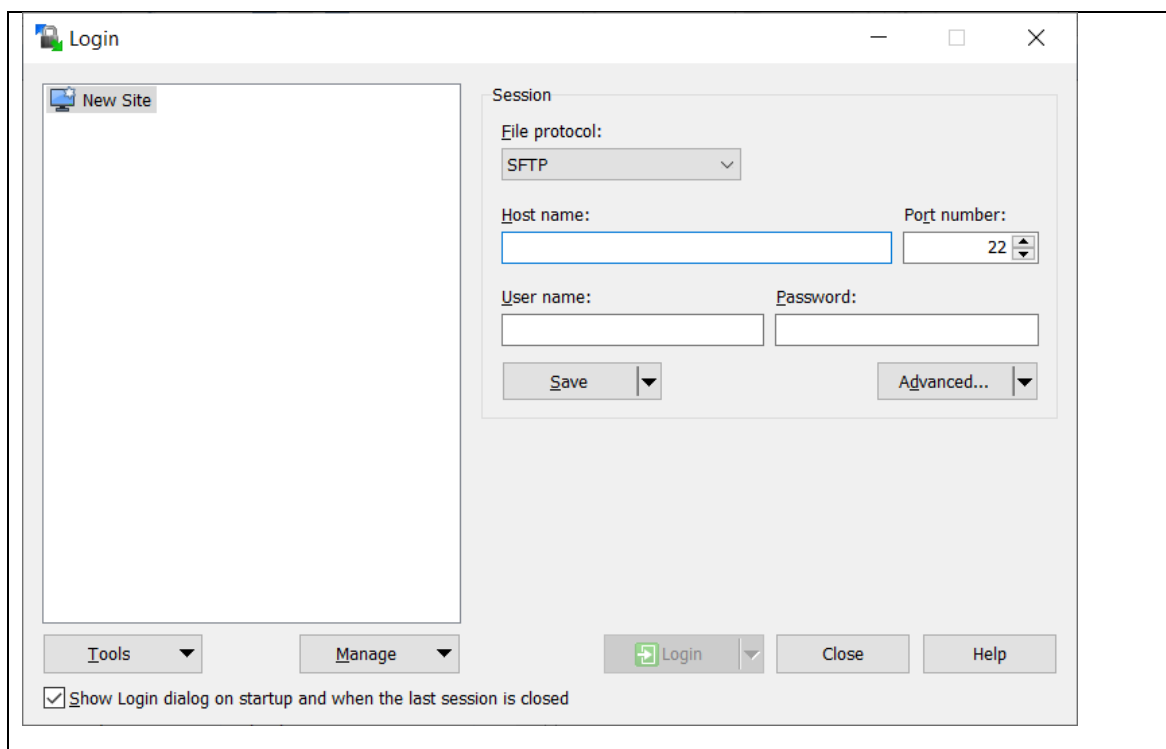 Login
New Site
Session
File protocol:
SFTP
Host name: Port number:
22
User name: Password:
Save Advanced...
Tools Manage Login Close Help
Show Login dialog on startup and when the last session is closed